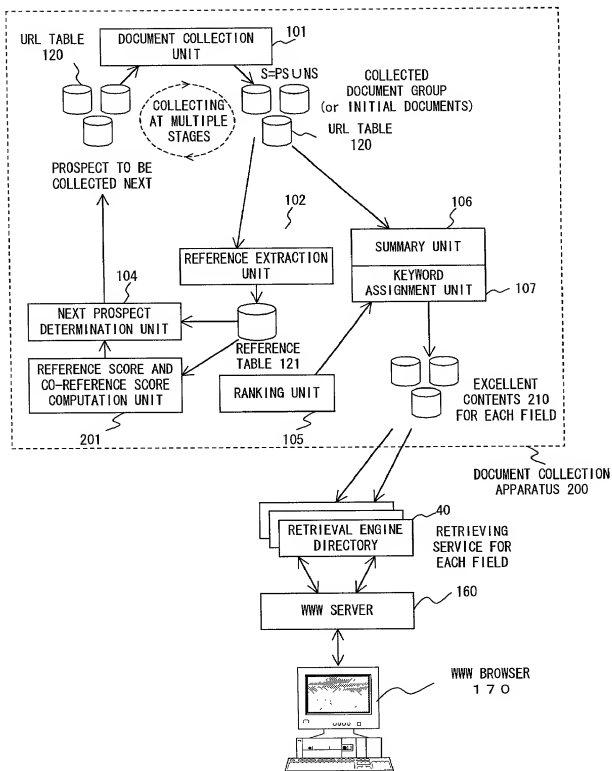 DOCUMENT COLLECTION
UNIT
101
URL TABLE
120
S=PS∪NS
COLLECTED
DOCUMENT GROUP
(or INITIAL DOCUMENTS)
COLLECTING
AT MULTIPLE
STAGES
URL TABLE
120
PROSPECT TO BE
COLLECTED NEXT
102
106
REFERENCE EXTRACTION
UNIT
SUMMARY UNIT
KEYWORD
ASSIGNMENT UNIT
107
104
NEXT PROSPECT
DETERMINATION UNIT
REFERENCE
TABLE 121
REFERENCE SCORE AND
CO-REFERENCE SCORE
COMPUTATION UNIT
201
RANKING UNIT
105
EXCELLENT
CONTENTS 210
FOR EACH FIELD
DOCUMENT COLLECTION
APPARATUS 200
40
RETRIEVAL ENGINE
DIRECTORY
RETRIEVING
SERVICE FOR
EACH FIELD
WWW SERVER
160
WWW BROWSER
170